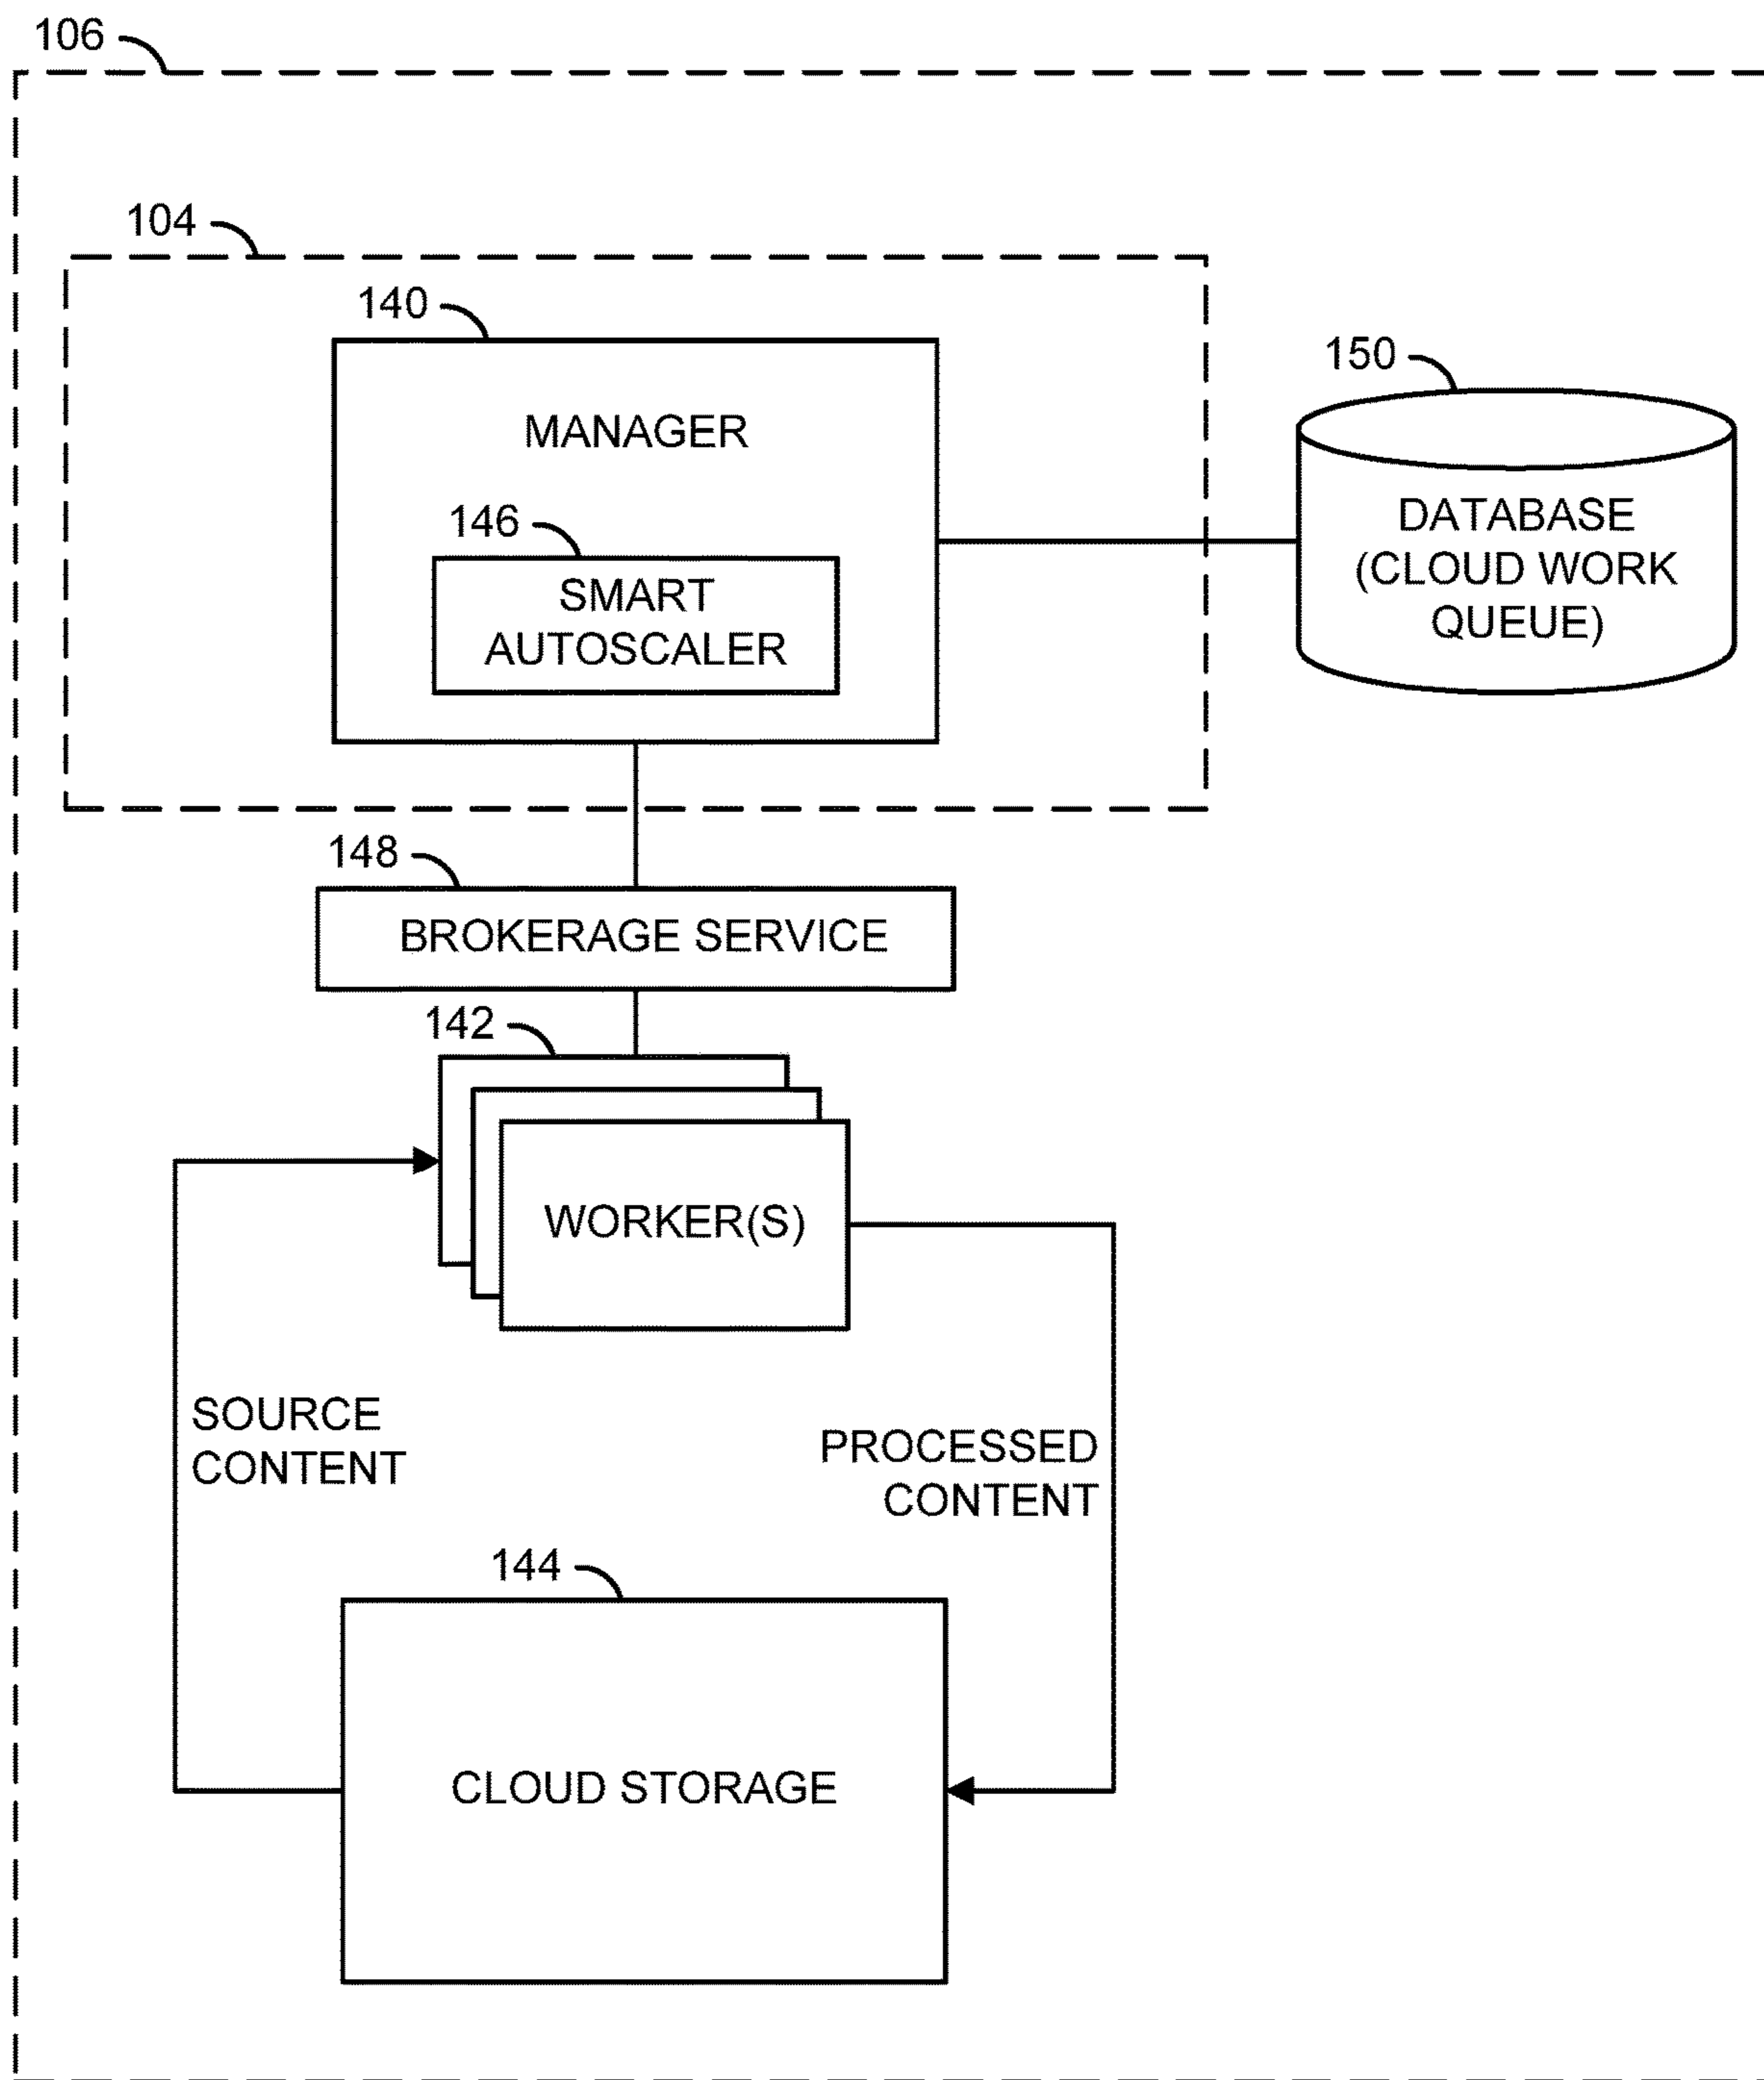 106
104
140
MANAGER
150
146
SMART
AUTOSCALER
DATABASE
(CLOUD WORK
QUEUE)
148
BROKERAGE SERVICE
142
WORKER(S)
SOURCE
CONTENT
PROCESSED
CONTENT
144
CLOUD STORAGE